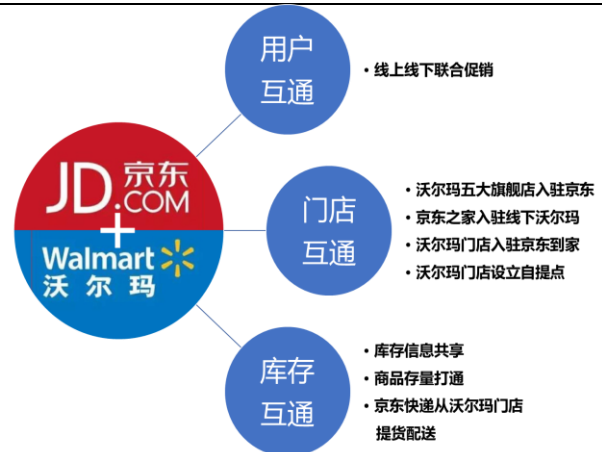 用户
互通
• 线上线下联合促销
JD.COM 京东
+
Walmart
沃尔玛
门店
互通
• 沃尔玛五大旗舰店入驻京东
• 京东之家入驻线下沃尔玛
• 沃尔玛门店入驻京东到家
• 沃尔玛门店设立自提点
库存
互通
• 库存信息共享
• 商品存量打通
• 京东快递从沃尔玛门店
提货配送